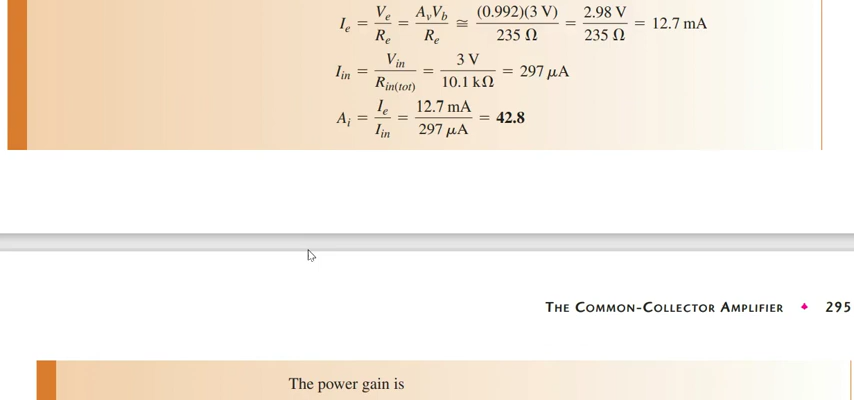 I_e = V_e/R_e = A_vV_b/R_e ≅ (0.992)(3 V)/235 Ω = 2.98 V/235 Ω = 12.7 mA
I_in = V_in/R_in(tot) = 3 V/10.1 kΩ = 297 μA
A_i = I_e/I_in = 12.7 mA/297 μA = 42.8
THE COMMON-COLLECTOR AMPLIFIER ♦ 295
The power gain is